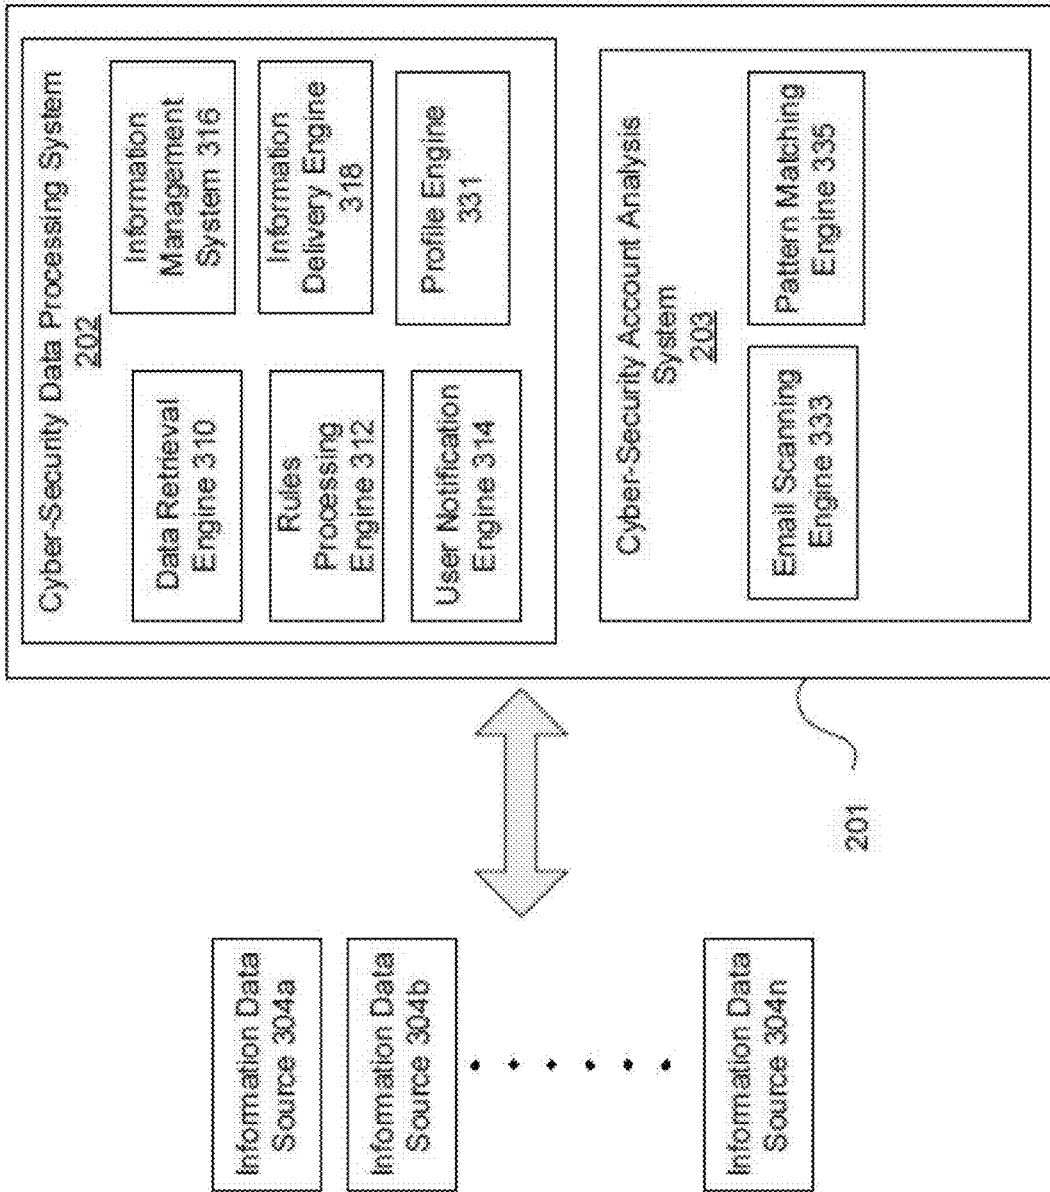 Information Data
Source 304a
Information Data
Source 304b
Information Data
Source 304n
201
Cyber-Security Data Processing System
202
Data Retrieval
Engine 310
Information
Management
System 316
Rules
Processing
Engine 312
Information
Delivery Engine
318
User Notification
Engine 314
Profile Engine
331
Cyber-Security Account Analysis
System
203
Email Scanning
Engine 333
Pattern Matching
Engine 335